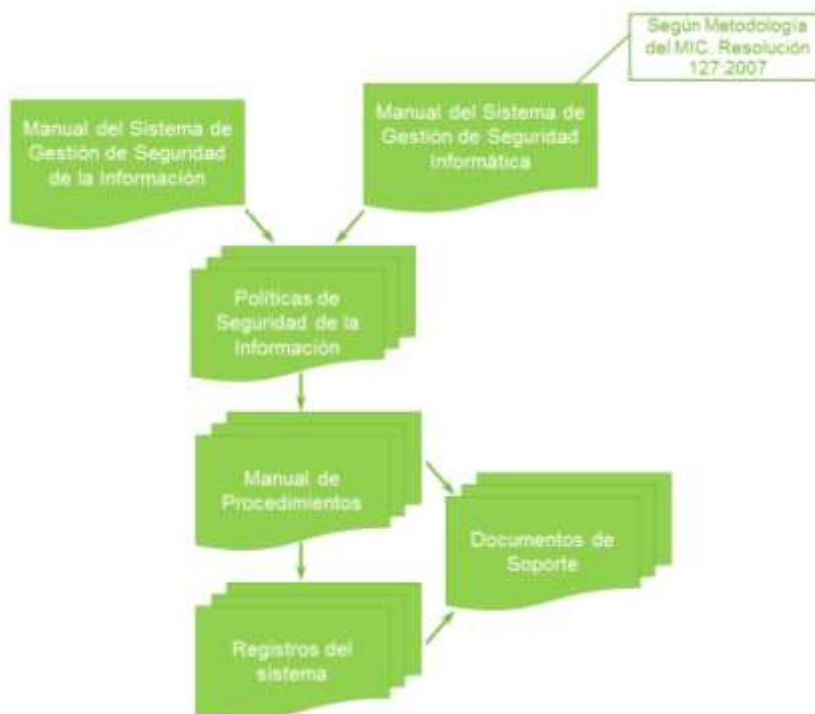 Según Metodología
del MIC. Resolución
127:2007
Manual del Sistema de
Gestión de Seguridad
de la Información
Manual del Sistema de
Gestión de Seguridad
Informática
Políticas de
Seguridad de la
Información
Manual de
Procedimientos
Documentos de
Soporte
Registros del
sistema